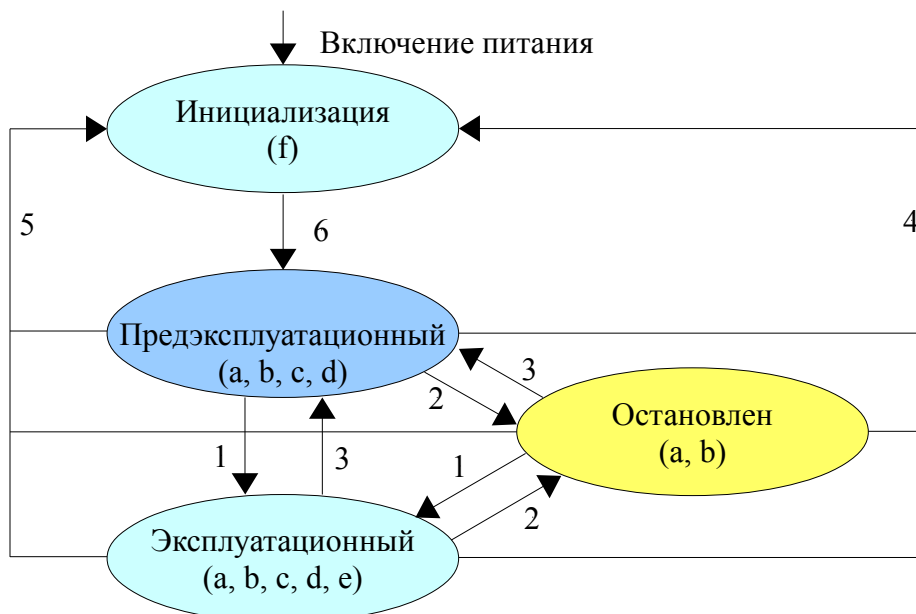 Включение питания
Инициализация
(f)
5
6
4
Предэксплуатационный
(a, b, c, d)
3
2
Остановлен
(a, b)
1
3
1
2
Эксплуатационный
(a, b, c, d, e)